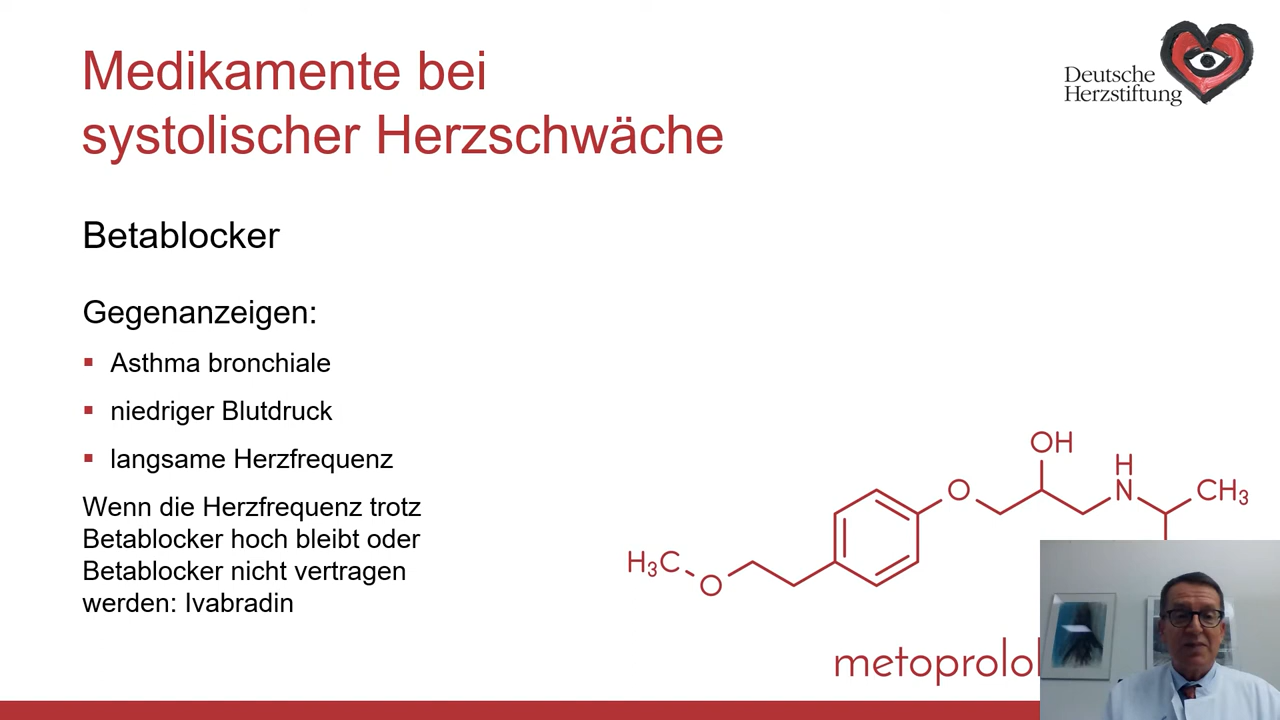 Medikamente bei
systolischer Herzschwäche
Deutsche
Herzstiftung
Betablocker
Gegenanzeigen:
▪ Asthma bronchiale
▪ niedriger Blutdruck
▪ langsame Herzfrequenz
Wenn die Herzfrequenz trotz
Betablocker hoch bleibt oder
Betablocker nicht vertragen
werden: Ivabradin
OH
H
N
O
CH₃
H₃C
O
metoprolol